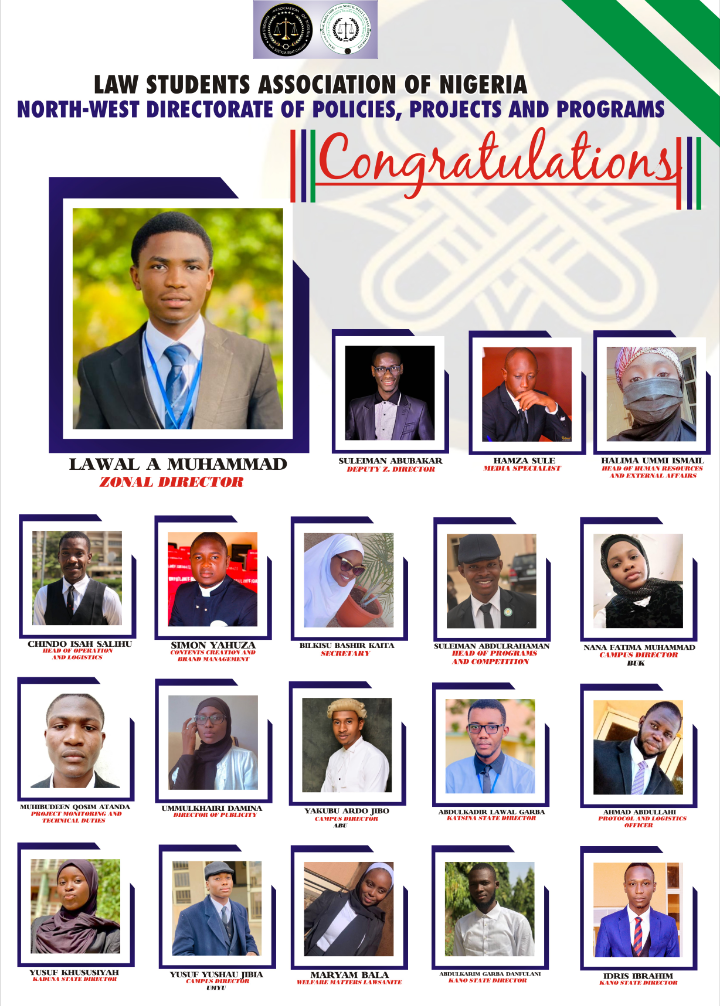 LAW STUDENTS ASSOCIATION OF NIGERIA
NORTH-WEST DIRECTORATE OF POLICIES, PROJECTS AND PROGRAMS
Congratulations
LAWAL A MUHAMMAD
ZONAL DIRECTOR
SULEIMAN ABUBAKAR
DEPUTY Z. DIRECTOR
HAMZA SULE
MEDIA SPECIALIST
HALIMA UMMI ISMAIL
HEAD OF HUMAN RESOURCES
AND EXTERNAL AFFAIRS
CHINDO ISAH SALIHU
HEAD OF OPERATION
AND LOGISTICS
SIMON YAHUZA
CONTENTS CREATION AND
BRAND MANAGEMENT
BILKISU BASHIR KAITA
SECRETARY
SULEIMAN ABDULRAHAMAN
HEAD OF PROGRAMS
AND COMPETITION
NANA FATIMA MUHAMMAD
CAMPUS DIRECTOR
BUK
MUHIBUDEEN QOSIM ATANDA
PROJECT MONITORING AND
TECHNICAL DUTIES
UMMULKHAIRI DAMINA
DIRECTOR OF PUBLICITY
YAKUBU ARDO JIBO
CAMPUS DIRECTOR
ABU
ABDULKADIR LAWAL GARBA
KATSINA STATE DIRECTOR
AHMAD ABDULLAHI
PROTOCOL AND LOGISTICS
OFFICER
YUSUF KHUSUSIYAH
KADUNA STATE DIRECTOR
YUSUF YUSHAU JIBIA
CAMPUS DIRECTOR
UMYU
MARYAM BALA
WELFARE MATTERS LAWSANITE
ABDULKARIM GARBA DANFULANI
KANO STATE DIRECTOR
IDRIS IBRAHIM
KANO STATE DIRECTOR